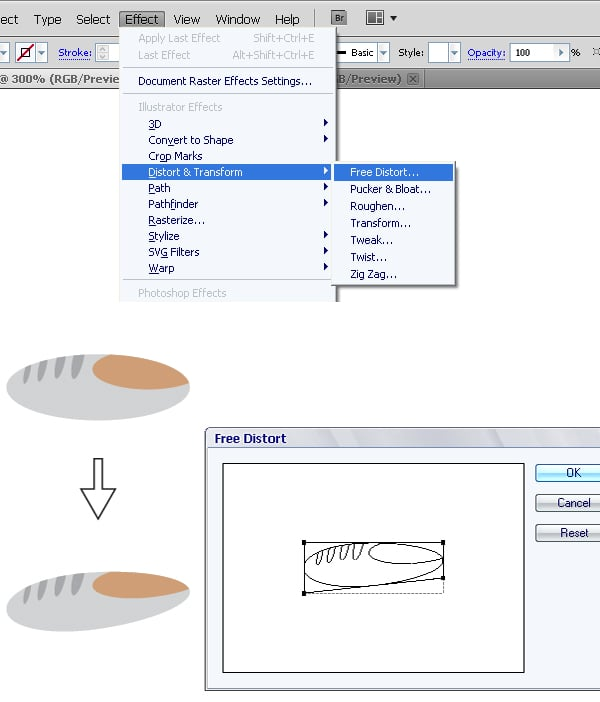 ect Type Select Effect View Window Help Br
Apply Last Effect Shift+Ctrl+E
Last Effect Alt+Shift+Ctrl+E
Stroke: Basic Style: Opacity: 100 %
@ 300% (RGB/Previe GB/Preview)
Document Raster Effects Settings...
Illustrator Effects
3D
Convert to Shape
Crop Marks
Distort & Transform
Path
Pathfinder
Rasterize...
Stylize
SVG Filters
Warp
Photoshop Effects
Free Distort...
Pucker & Bloat...
Roughen...
Transform...
Tweak...
Twist...
Zig Zag...
Free Distort
OK
Cancel
Reset